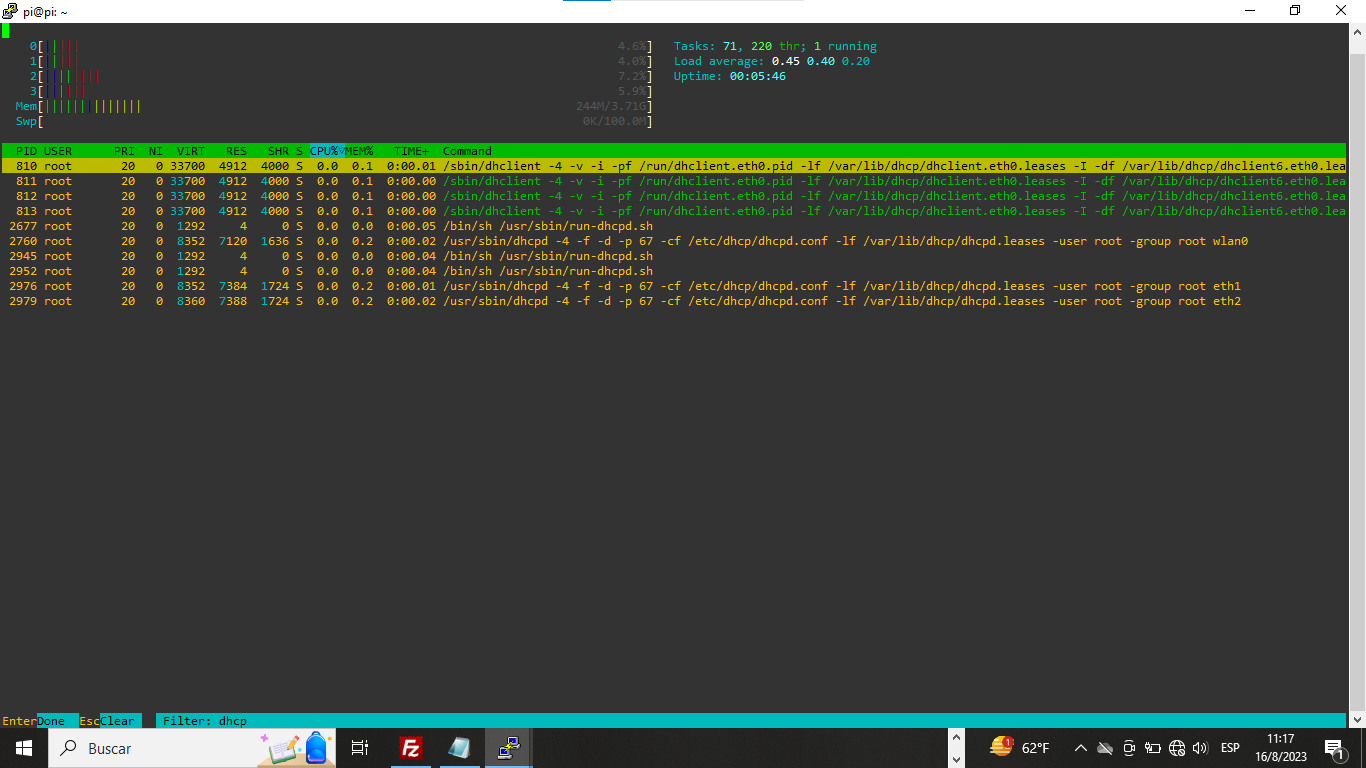 pi@pi: ~
0[ 4.6%] Tasks: 71, 220 thr; 1 running
1[ 4.0%] Load average: 0.45 0.40 0.20
2[ 7.2%] Uptime: 00:05:46
3[ 5.9%]
Mem[ 244M/3.71G]
Swp[ 0K/100.0M]
PID USER PRI NI VIRT RES SHR S CPU%▽MEM% TIME+ Command
810 root 20 0 33700 4912 4000 S 0.0 0.1 0:00.01 /sbin/dhclient -4 -v -i -pf /run/dhclient.eth0.pid -lf /var/lib/dhcp/dhclient.eth0.leases -I -df /var/lib/dhcp/dhclient6.eth0.lea
811 root 20 0 33700 4912 4000 S 0.0 0.1 0:00.00 /sbin/dhclient -4 -v -i -pf /run/dhclient.eth0.pid -lf /var/lib/dhcp/dhclient.eth0.leases -I -df /var/lib/dhcp/dhclient6.eth0.lea
812 root 20 0 33700 4912 4000 S 0.0 0.1 0:00.00 /sbin/dhclient -4 -v -i -pf /run/dhclient.eth0.pid -lf /var/lib/dhcp/dhclient.eth0.leases -I -df /var/lib/dhcp/dhclient6.eth0.lea
813 root 20 0 33700 4912 4000 S 0.0 0.1 0:00.00 /sbin/dhclient -4 -v -i -pf /run/dhclient.eth0.pid -lf /var/lib/dhcp/dhclient.eth0.leases -I -df /var/lib/dhcp/dhclient6.eth0.lea
2677 root 20 0 1292 4 0 S 0.0 0.0 0:00.05 /bin/sh /usr/sbin/run-dhcpd.sh
2760 root 20 0 8352 7120 1636 S 0.0 0.2 0:00.02 /usr/sbin/dhcpd -4 -f -d -p 67 -cf /etc/dhcp/dhcpd.conf -lf /var/lib/dhcp/dhcpd.leases -user root -group root wlan0
2945 root 20 0 1292 4 0 S 0.0 0.0 0:00.04 /bin/sh /usr/sbin/run-dhcpd.sh
2952 root 20 0 1292 4 0 S 0.0 0.0 0:00.04 /bin/sh /usr/sbin/run-dhcpd.sh
2976 root 20 0 8352 7384 1724 S 0.0 0.2 0:00.01 /usr/sbin/dhcpd -4 -f -d -p 67 -cf /etc/dhcp/dhcpd.conf -lf /var/lib/dhcp/dhcpd.leases -user root -group root eth1
2979 root 20 0 8360 7388 1724 S 0.0 0.2 0:00.02 /usr/sbin/dhcpd -4 -f -d -p 67 -cf /etc/dhcp/dhcpd.conf -lf /var/lib/dhcp/dhcpd.leases -user root -group root eth2
EnterDone EscClear Filter: dhcp
Buscar Fz 1 62°F ESP 11:17
16/8/2023 1